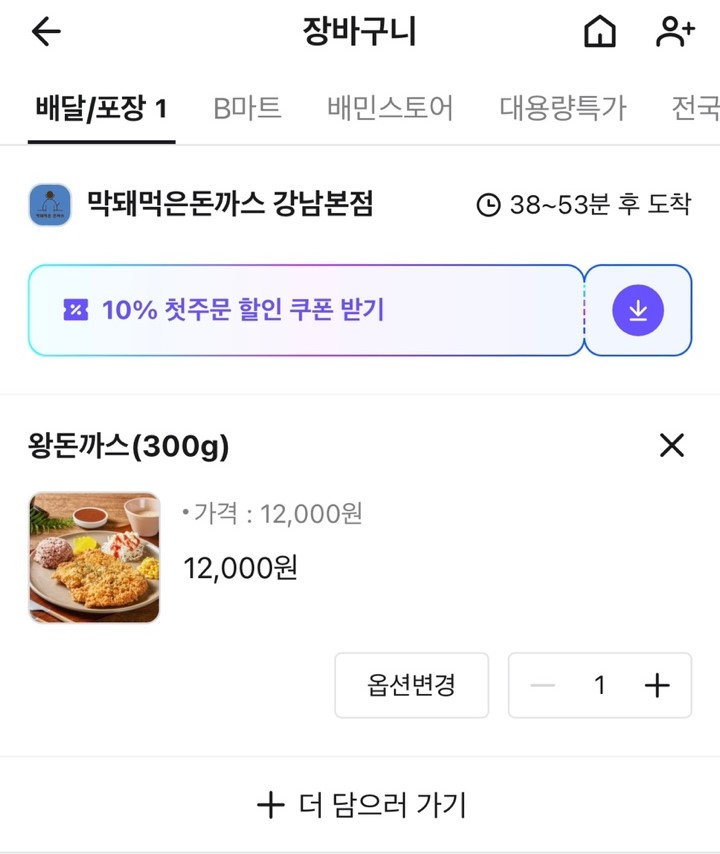 장바구니
배달/포장 1 B마트 배민스토어 대용량특가 전국
막돼먹은돈까스 강남본점 38~53분 후 도착
10% 첫주문 할인 쿠폰 받기
왕돈까스(300g)
• 가격 : 12,000원
12,000원
옵션변경 1
더 담으러 가기